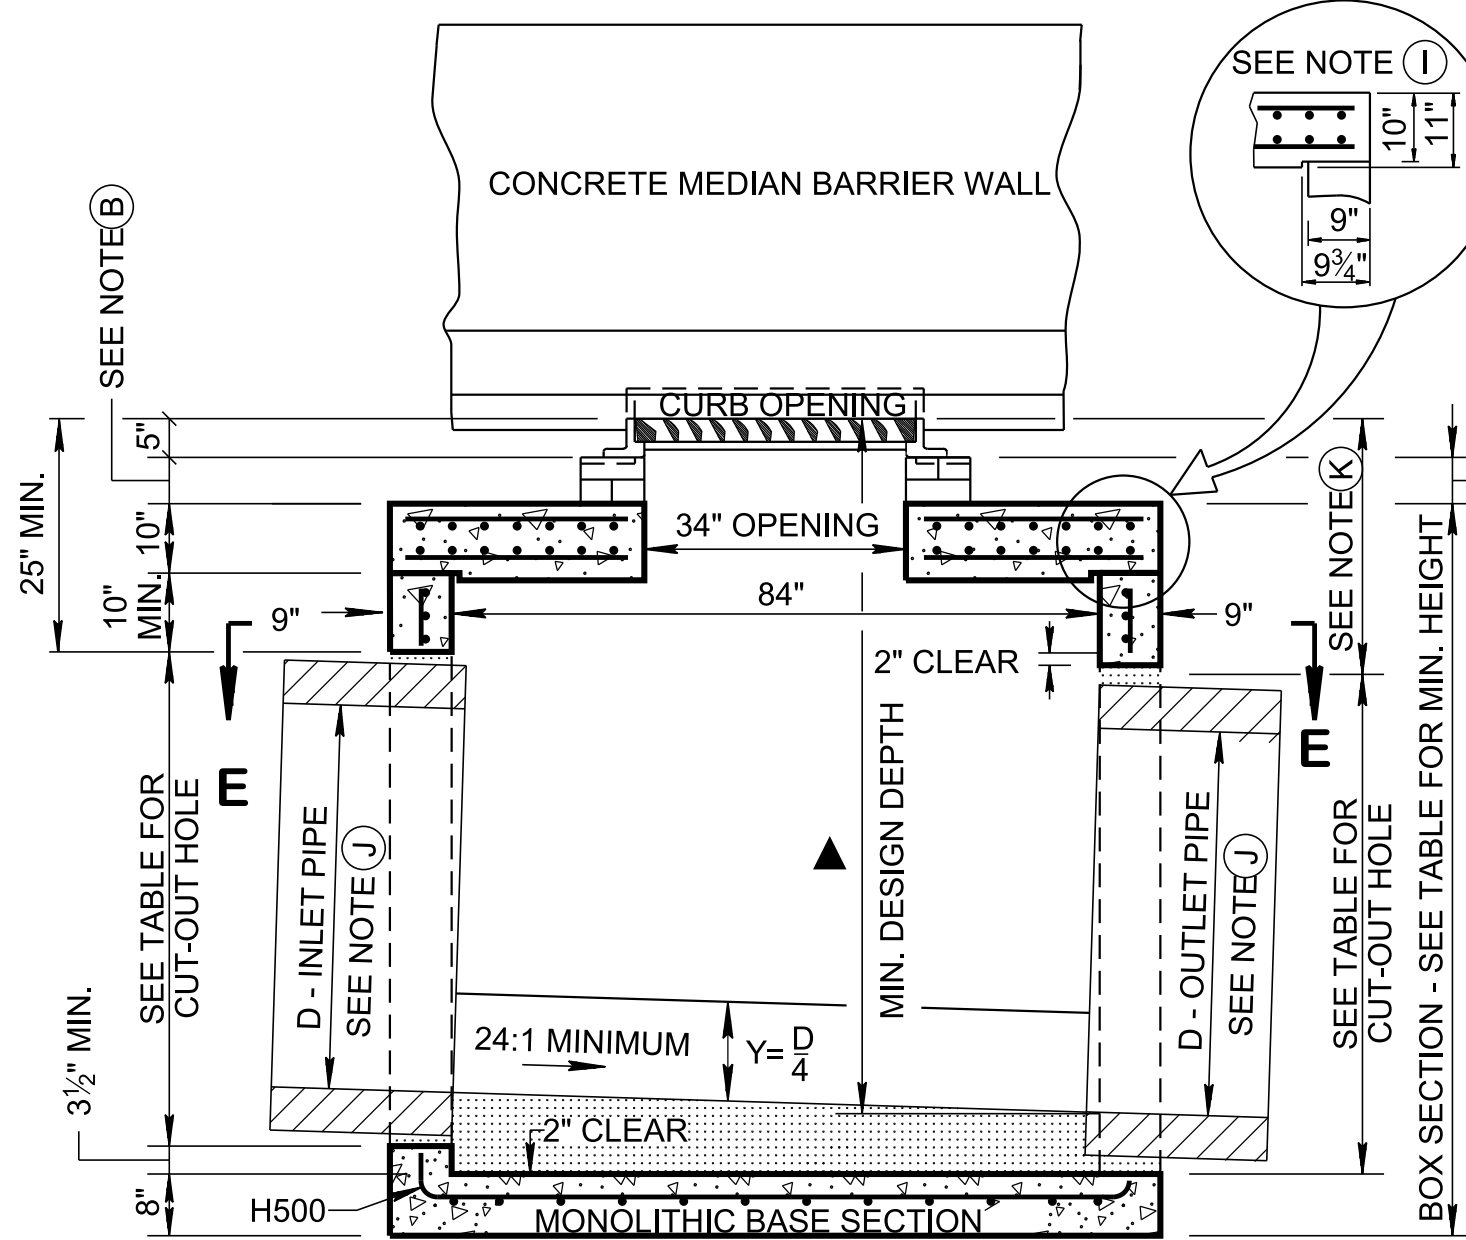 SEE NOTE I
10"
11"
9"
9¾"
CONCRETE MEDIAN BARRIER WALL
SEE NOTE B
CURB OPENING
5"
25" MIN.
10"
10"
MIN.
34" OPENING
84"
9"
9"
2" CLEAR
SEE NOTE K
E
E
SEE TABLE FOR
CUT-OUT HOLE
D - INLET PIPE
SEE NOTE J
MIN. DESIGN DEPTH
D - OUTLET PIPE
SEE NOTE J
SEE TABLE FOR
CUT-OUT HOLE
BOX SECTION - SEE TABLE FOR MIN. HEIGHT
24:1 MINIMUM
Y= D/4
3½" MIN.
2" CLEAR
8"
H500
MONOLITHIC BASE SECTION